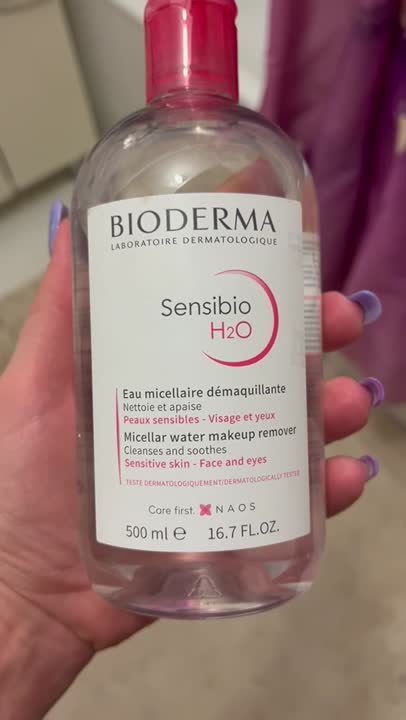 BIODERMA
LABORATOIRE DERMATOLOGIQUE
Sensibio
H2O
Eau micellaire démaquillante
Nettoie et apaise
Peaux sensibles - Visage et yeux
Micellar water makeup remover
Cleanses and soothes
Sensitive skin - Face and eyes
TESTÉ DERMATOLOGIQUEMENT/DERMATOLOGICALLY TESTED
Care first. NAOS
500 ml ℮ 16.7 FL.OZ.